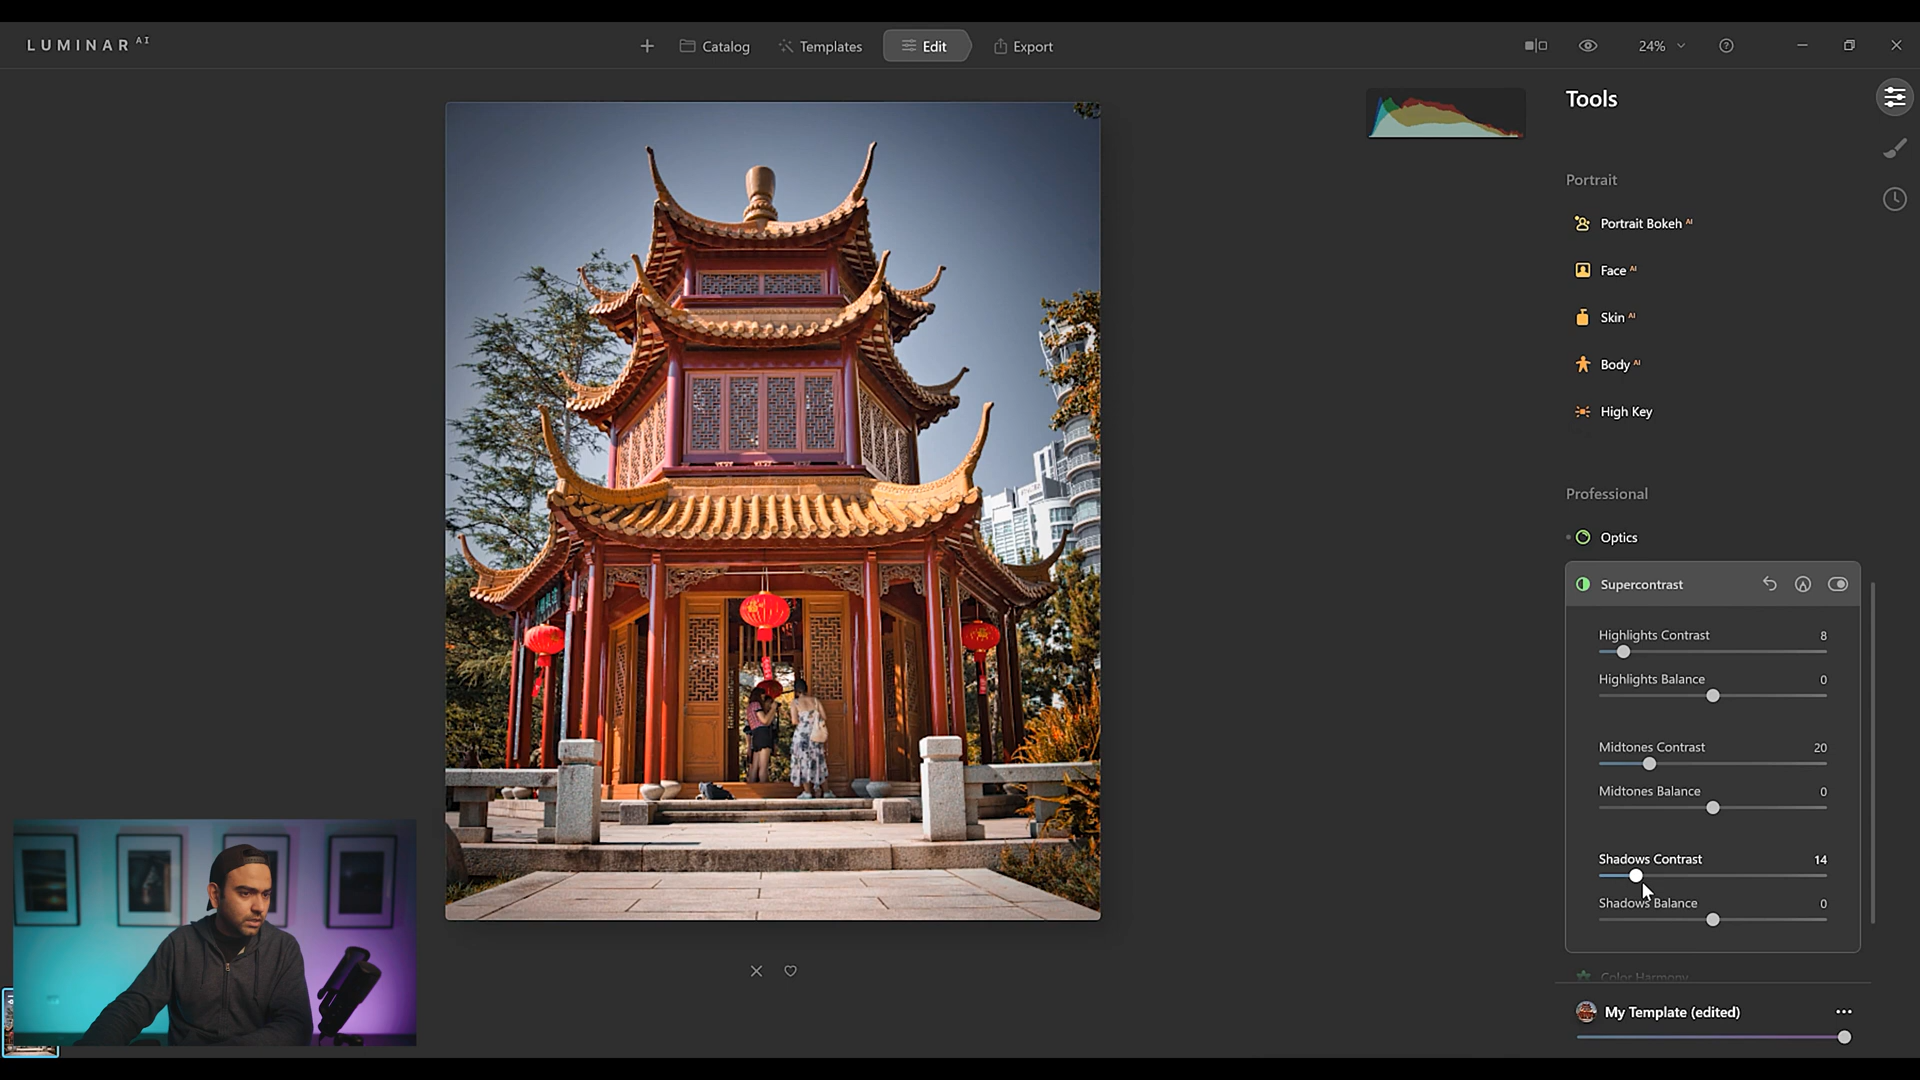 LUMINAR AI
Catalog
Templates
Edit
Export
24%
Tools
Portrait
Portrait Bokeh AI
Face AI
Skin AI
Body AI
High Key
Professional
Optics
Supercontrast
Highlights Contrast 8
Highlights Balance 0
Midtones Contrast 20
Midtones Balance 0
Shadows Contrast 14
Shadows Balance 0
Color Harmony
My Template (edited)